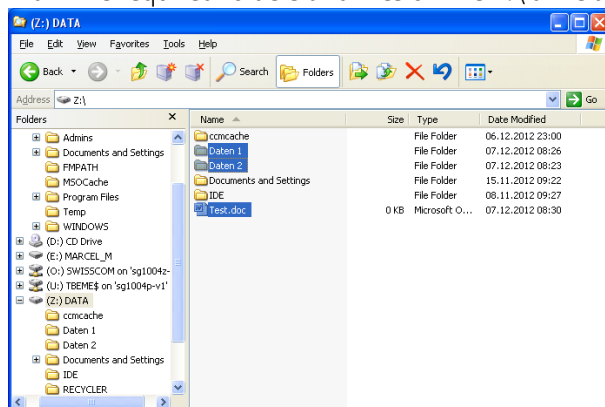 (Z:) DATA
File Edit View Favorites Tools Help
Back Search Folders
Address Z:\ Go
Folders x Name Size Type Date Modified
Admins
Documents and Settings
FMPATH
MSOCache
Program Files
Temp
WINDOWS
(D:) CD Drive
(E:) MARCEL_M
(O:) SWISSCOM on 'sg1004z-
(U:) TBEME$ on 'sg1004p-v1'
(Z:) DATA
ccmcache
Daten 1
Daten 2
Documents and Settings
IDE
RECYCLER
ccmcache File Folder 06.12.2012 23:00
Daten 1 File Folder 07.12.2012 08:26
Daten 2 File Folder 07.12.2012 08:23
Documents and Settings File Folder 15.11.2012 09:22
IDE File Folder 08.11.2012 09:27
Test.doc 0 KB Microsoft O... 07.12.2012 08:30